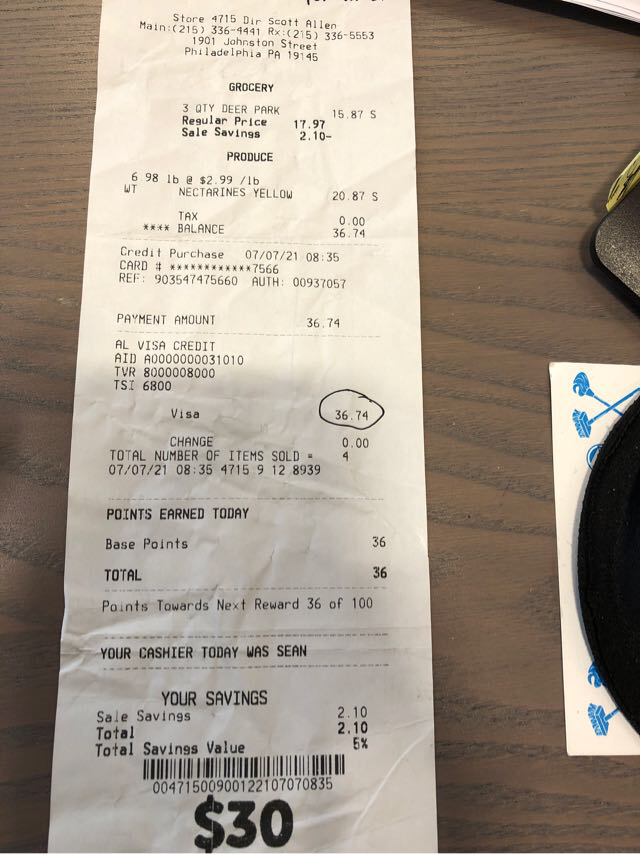 Store 4715 Dir Scott Allen
Main:(215) 336-4441 Rx:(215) 336-5553
1901 Johnston Street
Philadelphia PA 19145
GROCERY
3 QTY DEER PARK 15.87 S
Regular Price 17.97
Sale Savings 2.10-
PRODUCE
6 98 lb @ $2.99 /lb
WT NECTARINES YELLOW 20.87 S
TAX 0.00
**** BALANCE 36.74
Credit Purchase 07/07/21 08:35
CARD # ************7566
REF: 903547475660 AUTH: 00937057
PAYMENT AMOUNT 36.74
AL VISA CREDIT
AID A0000000031010
TVR 8000008000
TSI 6800
Visa 36.74
CHANGE 0.00
TOTAL NUMBER OF ITEMS SOLD = 4
07/07/21 08:35 4715 9 12 8939
POINTS EARNED TODAY
Base Points 36
TOTAL 36
Points Towards Next Reward 36 of 100
YOUR CASHIER TODAY WAS SEAN
YOUR SAVINGS
Sale Savings 2.10
Total 2.10
Total Savings Value 5%
00471500900122107070835
$30